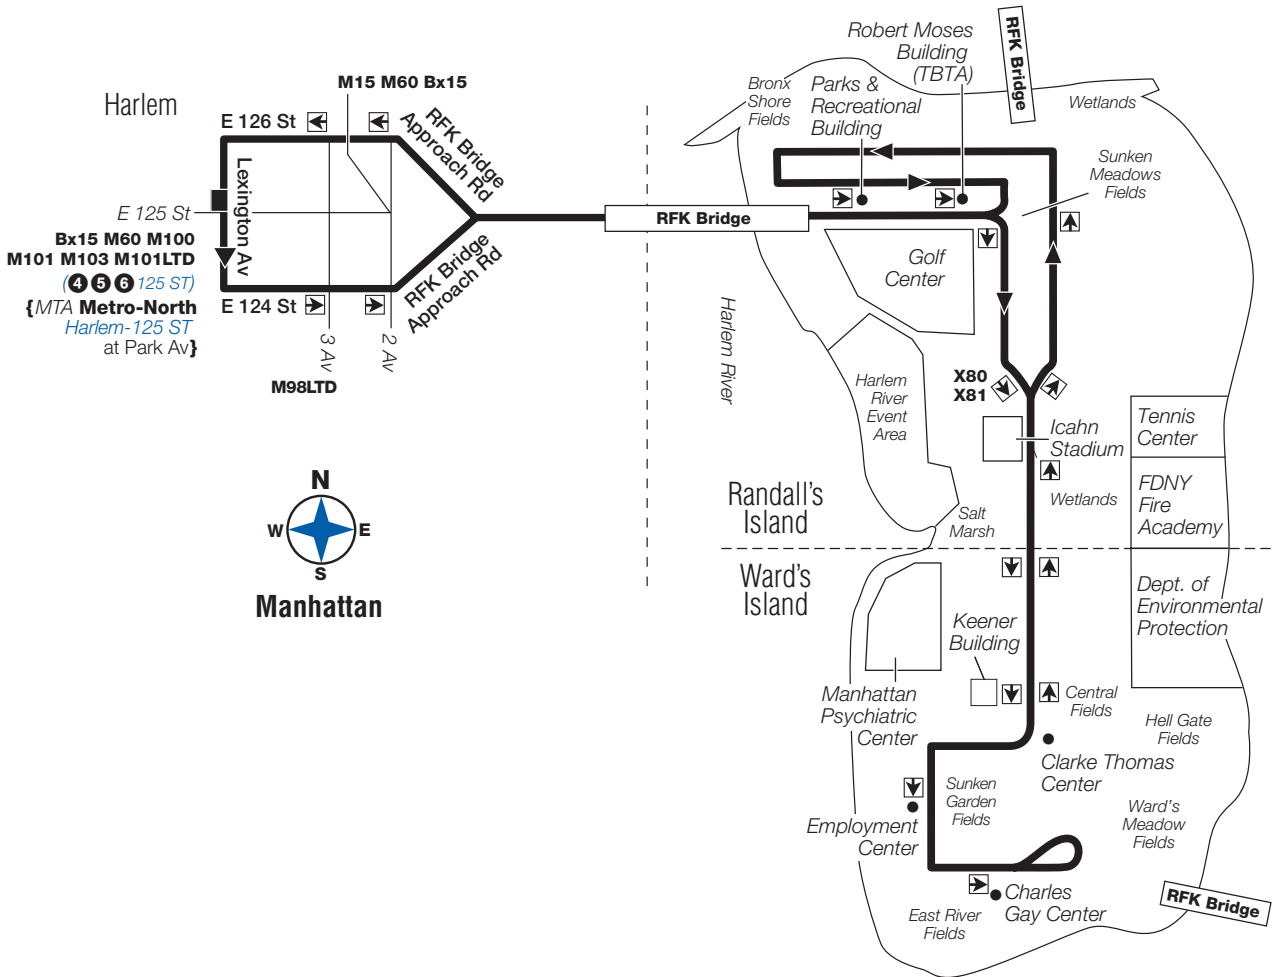 Harlem
M15 M60 Bx15
E 126 St
RFK Bridge
Approach Rd
Lexington Av
E 125 St
Bx15 M60 M100
M101 M103 M101LTD
(4 5 6 125 ST)
{MTA Metro-North
Harlem-125 ST
at Park Av}
E 124 St
RFK Bridge
Approach Rd
3 Av
2 Av
M98LTD
N
W
E
S
Manhattan
RFK Bridge
Harlem River
Robert Moses
Building
(TBTA)
RFK Bridge
Bronx
Shore
Fields
Parks &
Recreational
Building
Wetlands
Sunken
Meadows
Fields
Golf
Center
Harlem
River
Event
Area
X80
X81
Icahn
Stadium
Tennis
Center
Randall's
Island
Salt
Marsh
Wetlands
FDNY
Fire
Academy
Ward's
Island
Dept. of
Environmental
Protection
Keener
Building
Manhattan
Psychiatric
Center
Central
Fields
Hell Gate
Fields
Clarke Thomas
Center
Sunken
Garden
Fields
Ward's
Meadow
Fields
Employment
Center
Charles
Gay Center
East River
Fields
RFK Bridge